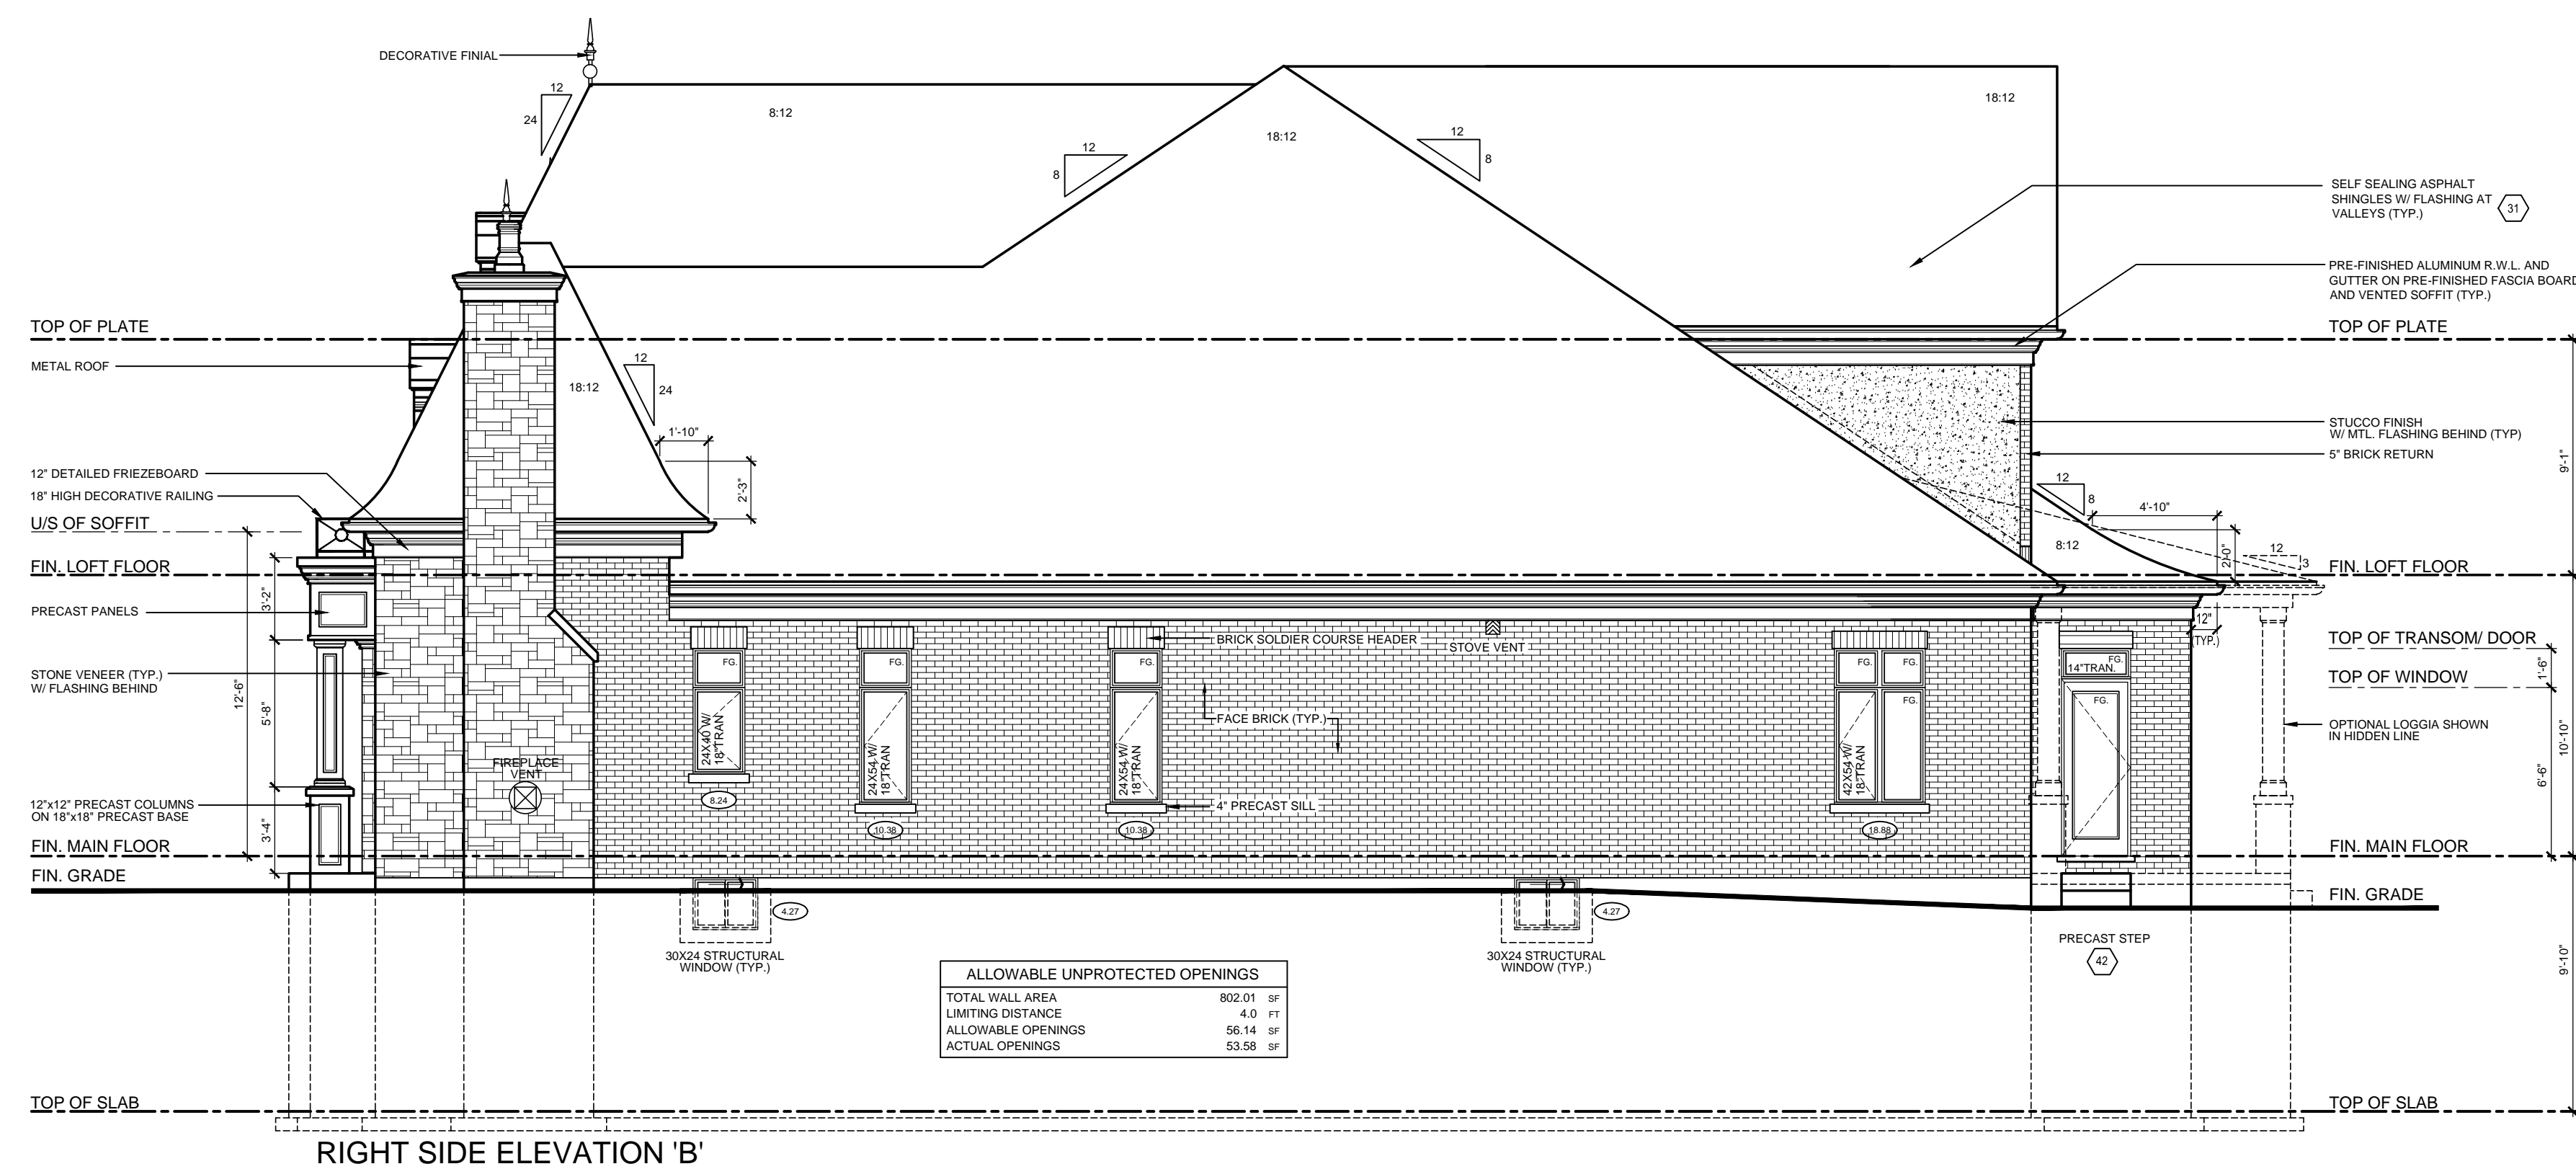 DECORATIVE FINIAL
12
24
8:12
12
8
18:12
12
8
18:12
SELF SEALING ASPHALT
SHINGLES W/ FLASHING AT
VALLEYS (TYP.)
31
PRE-FINISHED ALUMINUM R.W.L. AND
GUTTER ON PRE-FINISHED FASCIA BOARD
AND VENTED SOFFIT (TYP.)
TOP OF PLATE
TOP OF PLATE
METAL ROOF
18:12
12
24
1'-10"
2'-3"
STUCCO FINISH
W/ MTL. FLASHING BEHIND (TYP)
5" BRICK RETURN
9'-1"
12
8
4'-10"
2'-0"
8:12
12
3
12" DETAILED FRIEZEBOARD
18" HIGH DECORATIVE RAILING
U/S OF SOFFIT
FIN. LOFT FLOOR
FIN. LOFT FLOOR
3'-2"
PRECAST PANELS
12"
(TYP.)
BRICK SOLDIER COURSE HEADER
STOVE VENT
TOP OF TRANSOM/ DOOR
1'-6"
TOP OF WINDOW
STONE VENEER (TYP.)
W/ FLASHING BEHIND
12'-6"
5'-8"
FG.
FG.
FG.
FG.
FG.
FG.
FG.
14"TRAN.
FG.
24X40 W/
18"TRAN
24X54 W/
18"TRAN
24X54 W/
18"TRAN
42X54 W/
18"TRAN
FACE BRICK (TYP.)
OPTIONAL LOGGIA SHOWN
IN HIDDEN LINE
10'-10"
6'-6"
FIREPLACE
VENT
12"x12" PRECAST COLUMNS
ON 18"x18" PRECAST BASE
3'-4"
4" PRECAST SILL
8.24
10.38
10.38
18.88
FIN. MAIN FLOOR
FIN. MAIN FLOOR
FIN. GRADE
FIN. GRADE
4.27
4.27
30X24 STRUCTURAL
WINDOW (TYP.)
30X24 STRUCTURAL
WINDOW (TYP.)
PRECAST STEP
42
9'-10"
ALLOWABLE UNPROTECTED OPENINGS
TOTAL WALL AREA 802.01 SF
LIMITING DISTANCE 4.0 FT
ALLOWABLE OPENINGS 56.14 SF
ACTUAL OPENINGS 53.58 SF
TOP OF SLAB
TOP OF SLAB
RIGHT SIDE ELEVATION 'B'